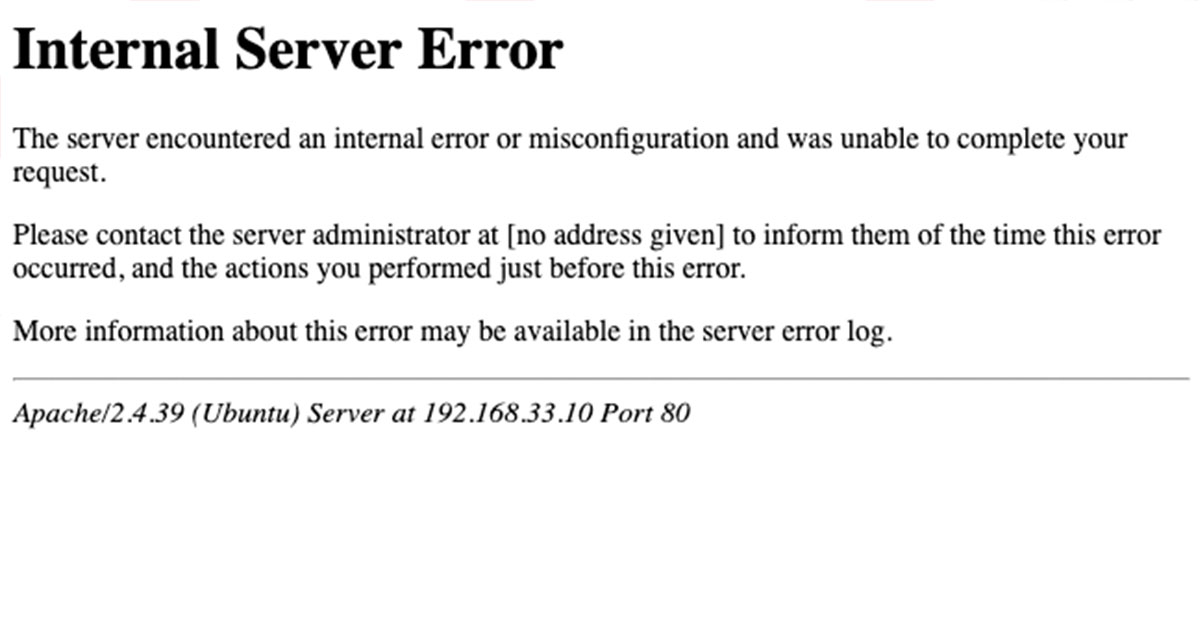 Internal Server Error
The server encountered an internal error or misconfiguration and was unable to complete your
request.
Please contact the server administrator at [no address given] to inform them of the time this error
occurred, and the actions you performed just before this error.
More information about this error may be available in the server error log.
Apache/2.4.39 (Ubuntu) Server at 192.168.33.10 Port 80